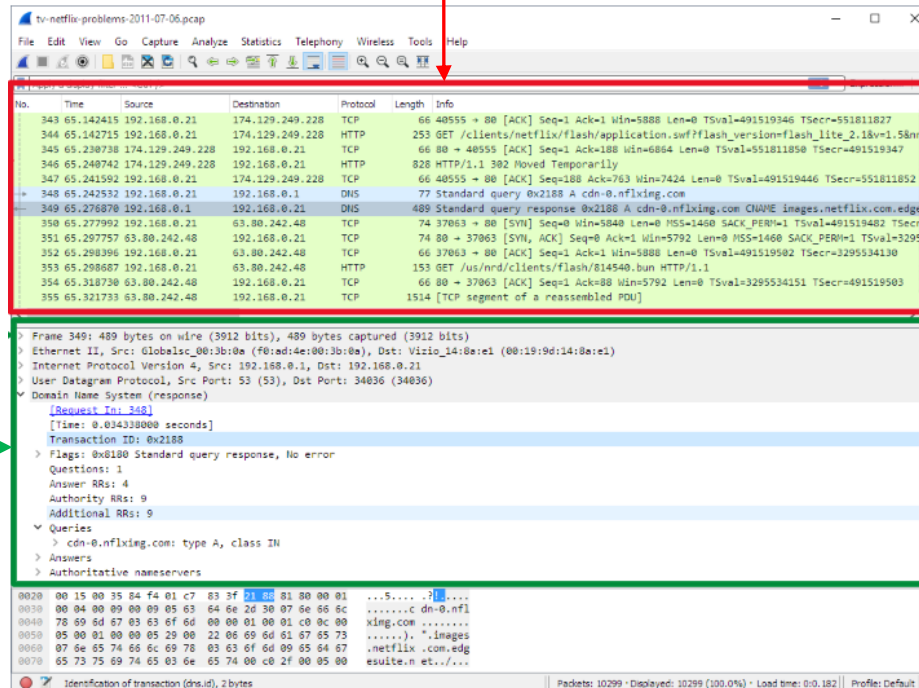 tv-netflix-problems-2011-07-06.pcap
File Edit View Go Capture Analyze Statistics Telephony Wireless Tools Help
No. Time Source Destination Protocol Length Info
343 65.142415 192.168.0.21 174.129.249.228 TCP 66 40555 → 80 [ACK] Seq=1 Ack=1 Win=5888 Len=0 TSval=491519346 TSecr=551811827
344 65.142715 192.168.0.21 174.129.249.228 HTTP 253 GET /clients/netflix/flash/application.swf?flash_version=flash_lite_2.1&v=1.5&nr
345 65.230738 174.129.249.228 192.168.0.21 TCP 66 80 → 40555 [ACK] Seq=1 Ack=188 Win=6864 Len=0 TSval=551811850 TSecr=491519347
346 65.240742 174.129.249.228 192.168.0.21 HTTP 828 HTTP/1.1 302 Moved Temporarily
347 65.241592 192.168.0.21 174.129.249.228 TCP 66 40555 → 80 [ACK] Seq=188 Ack=763 Win=7424 Len=0 TSval=491519446 TSecr=551811852
348 65.242532 192.168.0.21 192.168.0.1 DNS 77 Standard query 0x2188 A cdn-0.nflximg.com
349 65.276870 192.168.0.1 192.168.0.21 DNS 489 Standard query response 0x2188 A cdn-0.nflximg.com CNAME images.netflix.com.edge
350 65.277992 192.168.0.21 63.80.242.48 TCP 74 37063 → 80 [SYN] Seq=0 Win=5840 Len=0 MSS=1460 SACK_PERM=1 TSval=491519482 TSec
351 65.297757 63.80.242.48 192.168.0.21 TCP 74 80 → 37063 [SYN, ACK] Seq=0 Ack=1 Win=5792 Len=0 MSS=1460 SACK_PERM=1 TSval=3295
352 65.298396 192.168.0.21 63.80.242.48 TCP 66 37063 → 80 [ACK] Seq=1 Ack=1 Win=5888 Len=0 TSval=491519502 TSecr=3295534130
353 65.298687 192.168.0.21 63.80.242.48 HTTP 153 GET /us/nrd/clients/flash/814540.bun HTTP/1.1
354 65.318730 63.80.242.48 192.168.0.21 TCP 66 80 → 37063 [ACK] Seq=1 Ack=88 Win=5792 Len=0 TSval=3295534151 TSecr=491519503
355 65.321733 63.80.242.48 192.168.0.21 TCP 1514 [TCP segment of a reassembled PDU]
Frame 349: 489 bytes on wire (3912 bits), 489 bytes captured (3912 bits)
Ethernet II, Src: Globalsc_00:3b:0a (f0:ad:4e:00:3b:0a), Dst: Vizio_14:8a:e1 (00:19:9d:14:8a:e1)
Internet Protocol Version 4, Src: 192.168.0.1, Dst: 192.168.0.21
User Datagram Protocol, Src Port: 53 (53), Dst Port: 34036 (34036)
Domain Name System (response)
[Request In: 348]
[Time: 0.034338000 seconds]
Transaction ID: 0x2188
Flags: 0x8180 Standard query response, No error
Questions: 1
Answer RRs: 4
Authority RRs: 9
Additional RRs: 9
Queries
cdn-0.nflximg.com: type A, class IN
Answers
Authoritative nameservers
0020 00 15 00 35 84 f4 01 c7 83 3f 21 88 81 80 00 01 ...5.... .?!.....
0030 00 04 00 09 00 09 05 63 64 6e 2d 30 07 6e 66 6c .......c dn-0.nfl
0040 78 69 6d 67 03 63 6f 6d 00 00 01 00 01 c0 0c 00 ximg.com ........
0050 05 00 01 00 00 05 29 00 22 06 69 6d 61 67 65 73 ......). ".images
0060 07 6e 65 74 66 6c 69 78 03 63 6f 6d 09 65 64 67 .netflix .com.edg
0070 65 73 75 69 74 65 03 6e 65 74 00 c0 2f 00 05 00 esuite.n et../...
Identification of transaction (dns.id), 2 bytes Packets: 10299 · Displayed: 10299 (100.0%) · Load time: 0:0.182 Profile: Default